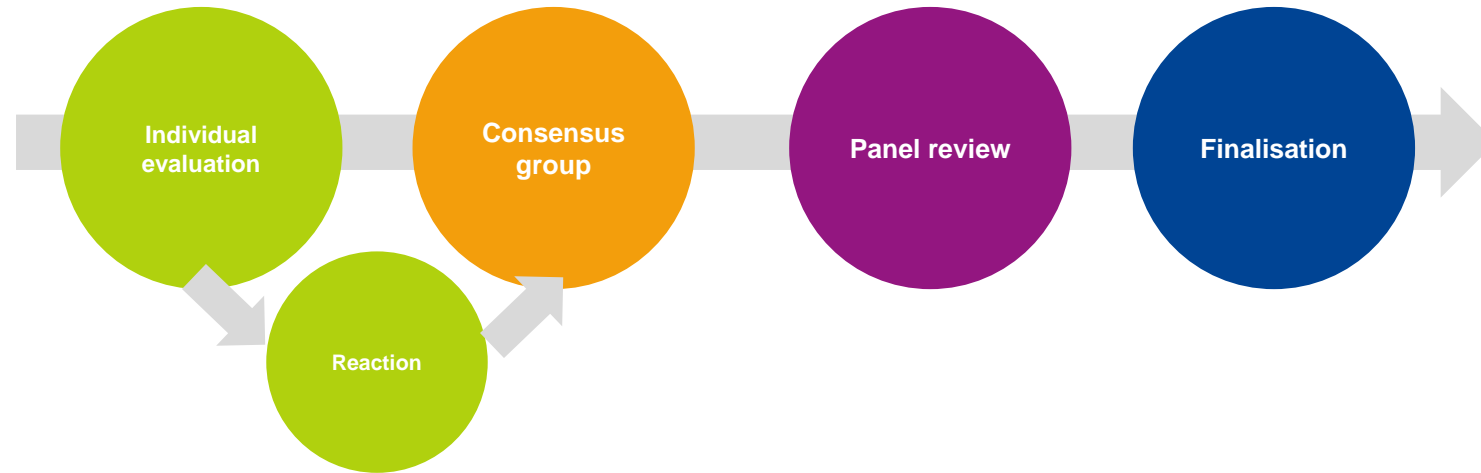 Individual
evaluation
Consensus
group
Panel review
Finalisation
Reaction